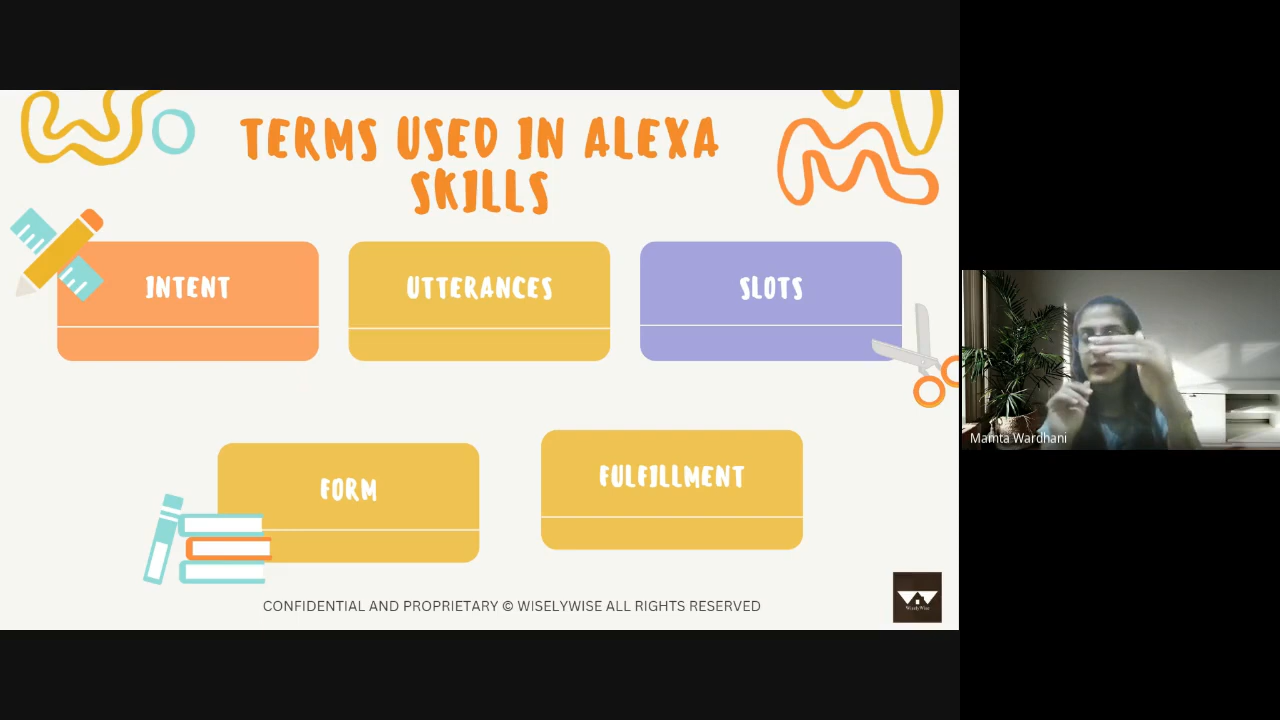 TERMS USED IN ALEXA
SKILLS
INTENT
UTTERANCES
SLOTS
FORM
FULFILLMENT
CONFIDENTIAL AND PROPRIETARY © WISELYWISE ALL RIGHTS RESERVED
WiselyWise
Mamta Wardhani